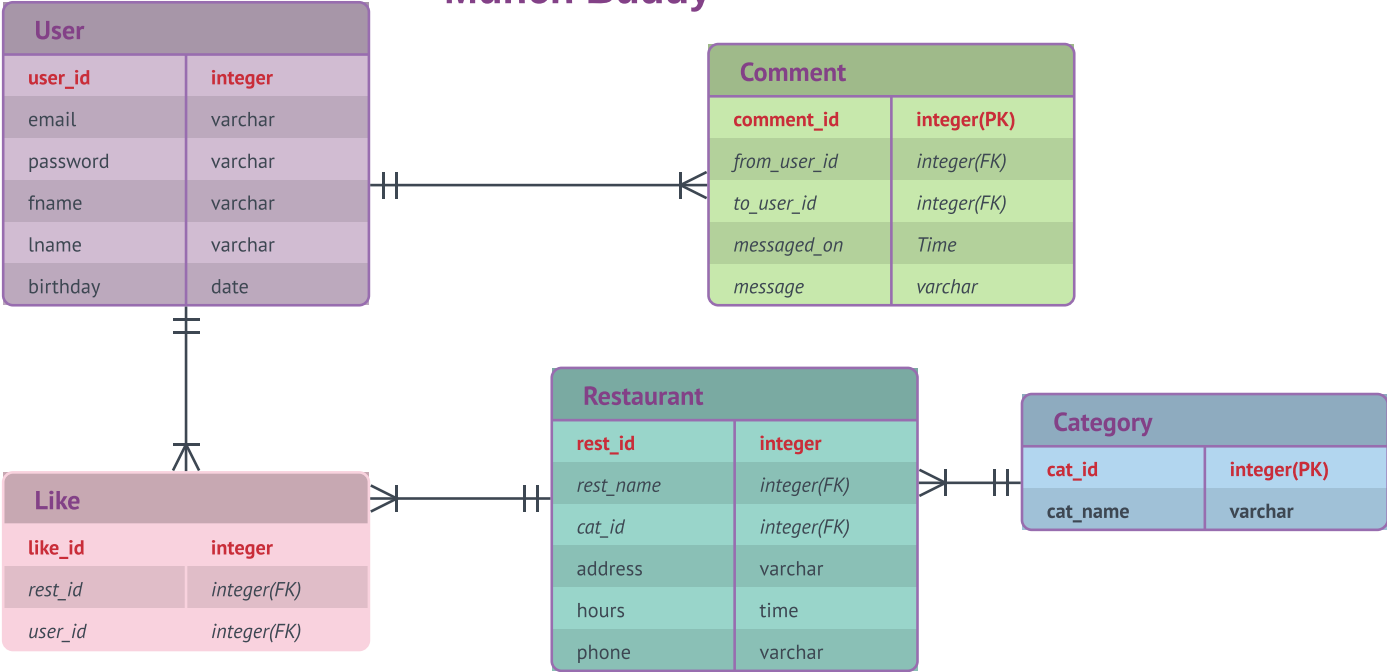 User
user_id integer
email varchar
password varchar
fname varchar
lname varchar
birthday date
Comment
comment_id integer(PK)
from_user_id integer(FK)
to_user_id integer(FK)
messaged_on Time
message varchar
Like
like_id integer
rest_id integer(FK)
user_id integer(FK)
Restaurant
rest_id integer
rest_name integer(FK)
cat_id integer(FK)
address varchar
hours time
phone varchar
Category
cat_id integer(PK)
cat_name varchar